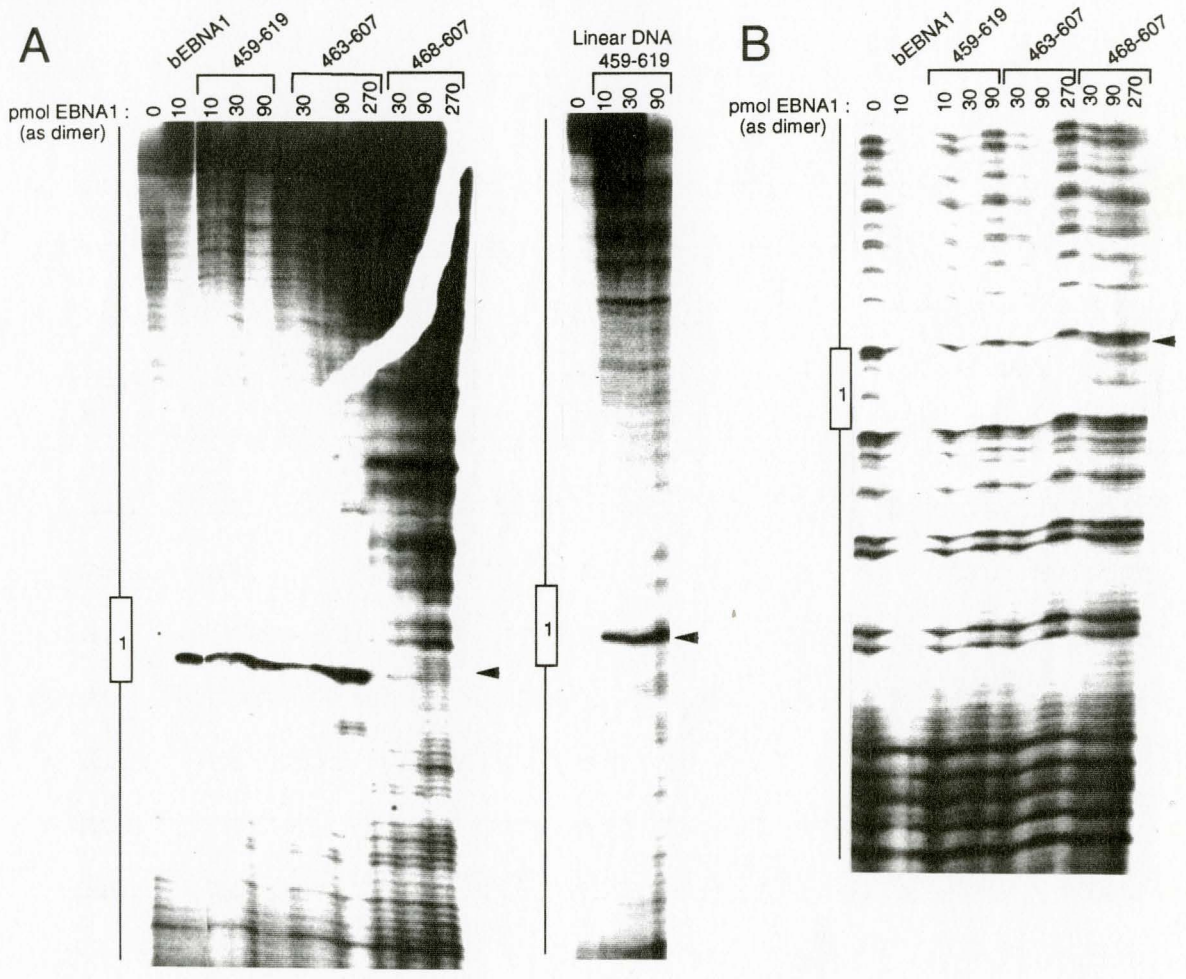 A
bEBNA1
459-619
463-607
468-607
pmol EBNA1 :
(as dimer)
0 10 10 30 90 30 90 270 30 90 270
1
Linear DNA
459-619
0 10 30 90
1
B
bEBNA1
459-619
463-607
468-607
pmol EBNA1 :
(as dimer)
0 10 10 30 90 30 90 270 30 90 270
1